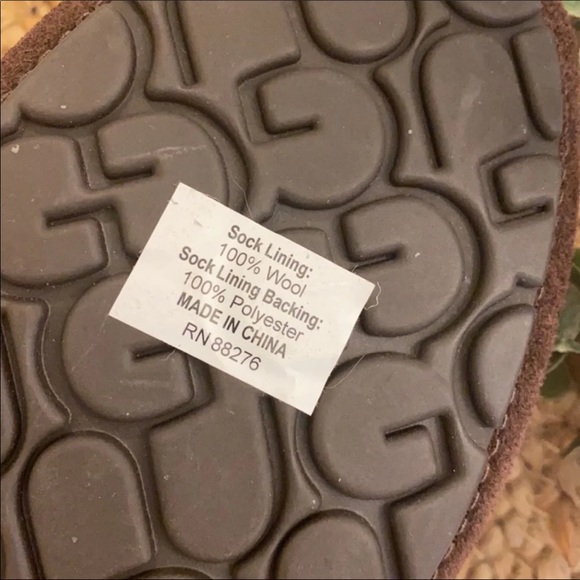 Sock Lining:
100% Wool
Sock Lining Backing:
100% Polyester
MADE IN CHINA
RN 88276